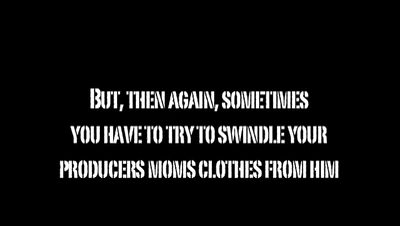 BUT, THEN AGAIN, SOMETIMES
YOU HAVE TO TRY TO SWINDLE YOUR
PRODUCERS MOMS CLOTHES FROM HIM